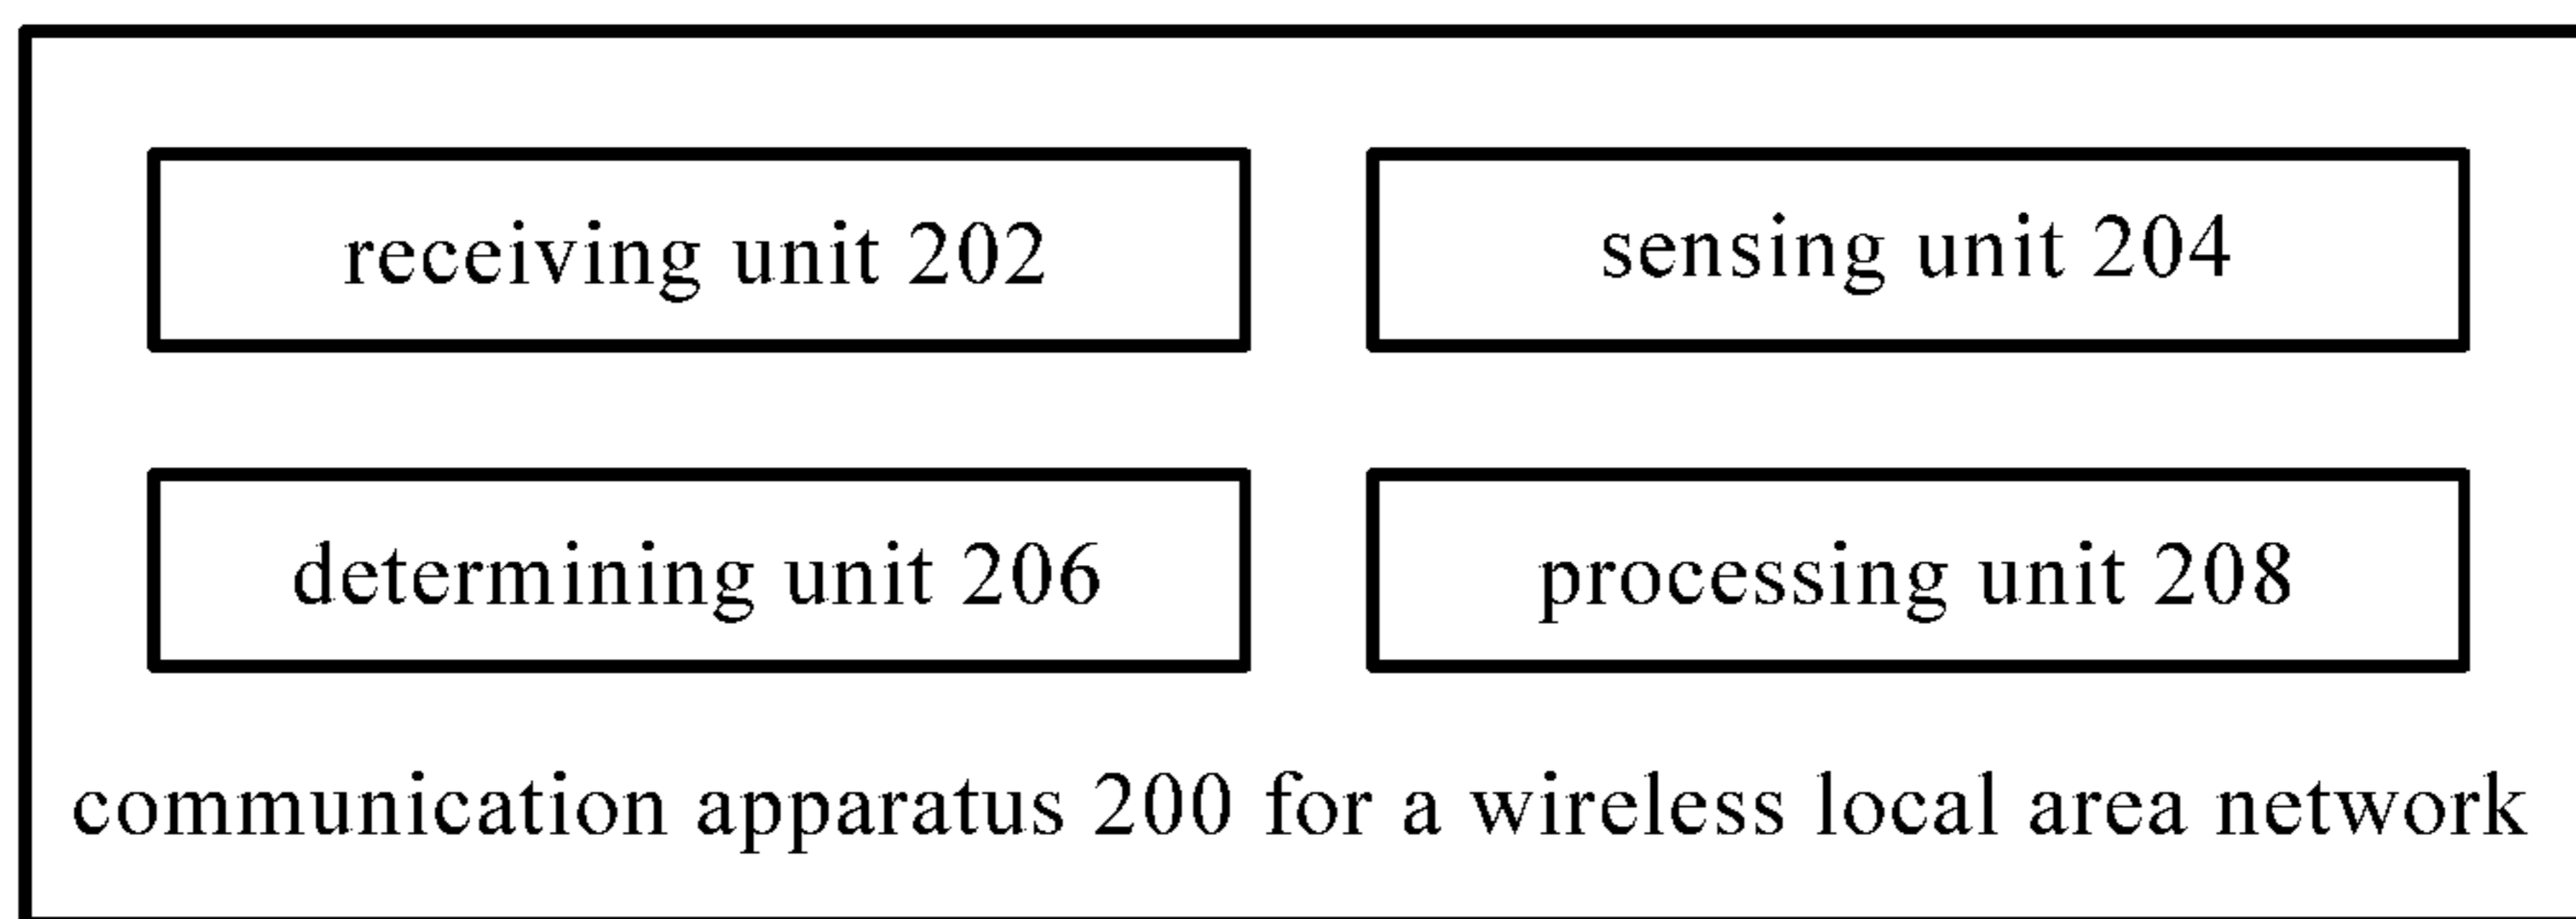 receiving unit 202
sensing unit 204
determining unit 206
processing unit 208
communication apparatus 200 for a wireless local area network